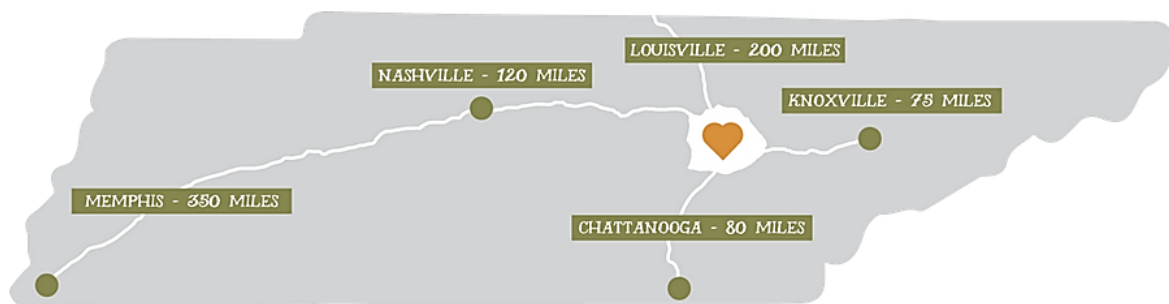 LOUISVILLE - 200 MILES
NASHVILLE - 120 MILES
KNOXVILLE - 75 MILES
MEMPHIS - 350 MILES
CHATTANOOGA - 80 MILES